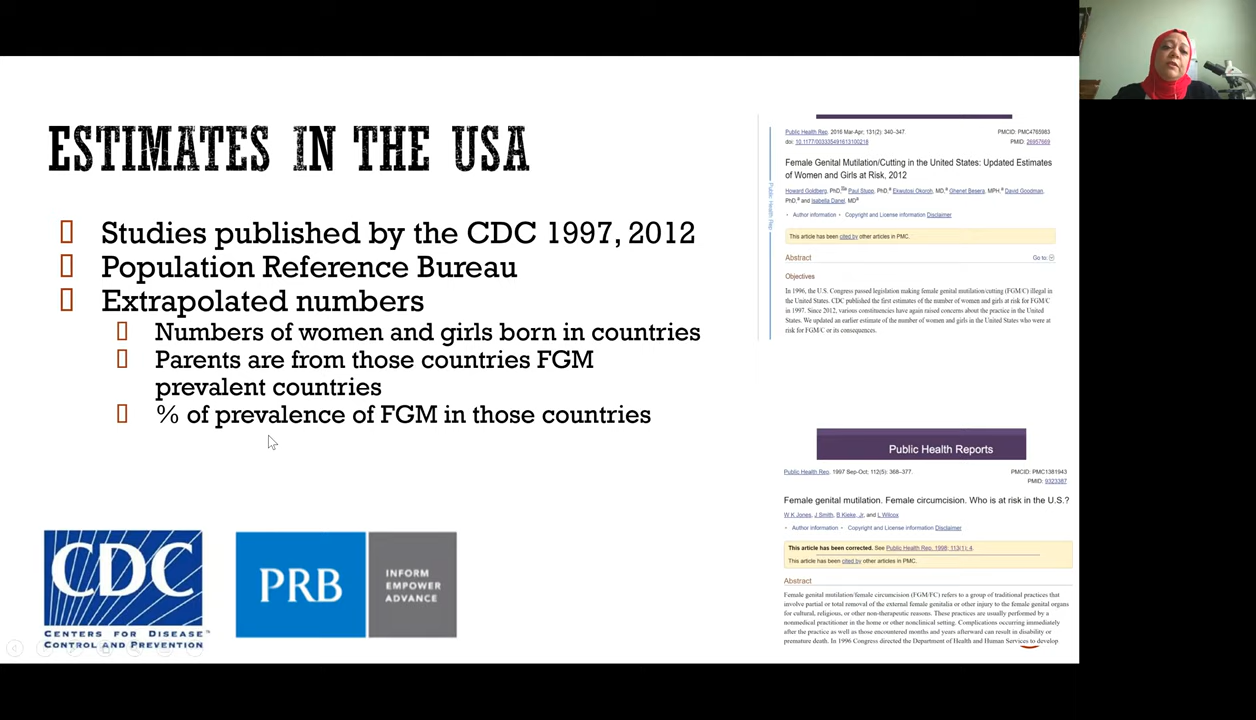 ESTIMATES IN THE USA
Studies published by the CDC 1997, 2012
Population Reference Bureau
Extrapolated numbers
Numbers of women and girls born in countries
Parents are from those countries FGM
prevalent countries
% of prevalence of FGM in those countries
CDC
CENTERS FOR DISEASE™
CONTROL AND PREVENTION
PRB
INFORM
EMPOWER
ADVANCE
Public Health Rep. 2016 Mar-Apr; 131(2): 340–347.
PMCID: PMC4765983
doi: 10.1177/003335491613100218
PMID: 26957669
Public Health Rep
Female Genital Mutilation/Cutting in the United States: Updated Estimates
of Women and Girls at Risk, 2012
Howard Goldberg, PhD, Paul Stupp, PhD, Ekwutosi Okoroh, MD, Ghenet Besera, MPH, David Goodman,
PhD, and Isabella Danel, MD
Author information Copyright and License information Disclaimer
This article has been cited by other articles in PMC.
Abstract
Go to:
Objectives
In 1996, the U.S. Congress passed legislation making female genital mutilation/cutting (FGM/C) illegal in
the United States. CDC published the first estimates of the number of women and girls at risk for FGM/C
in 1997. Since 2012, various constituencies have again raised concerns about the practice in the United
States. We updated an earlier estimate of the number of women and girls in the United States who were at
risk for FGM/C or its consequences.
Public Health Reports
Public Health Rep. 1997 Sep-Oct; 112(5): 368–377.
PMCID: PMC1381943
PMID: 9323387
Female genital mutilation. Female circumcision. Who is at risk in the U.S.?
W K Jones, J Smith, B Kieke, Jr, and L Wilcox
Author information Copyright and License information Disclaimer
This article has been corrected. See Public Health Rep. 1998; 113(1): 4.
This article has been cited by other articles in PMC.
Abstract
Female genital mutilation/female circumcision (FGM/FC) refers to a group of traditional practices that
involve partial or total removal of the external female genitalia or other injury to the female genital organs
for cultural, religious, or other non-therapeutic reasons. These practices are usually performed by a
nonmedical practitioner in the home or other nonclinical setting. Complications occurring immediately
after the practice as well as those encountered months and years afterward can result in disability or
premature death. In 1996 Congress directed the Department of Health and Human Services to develop